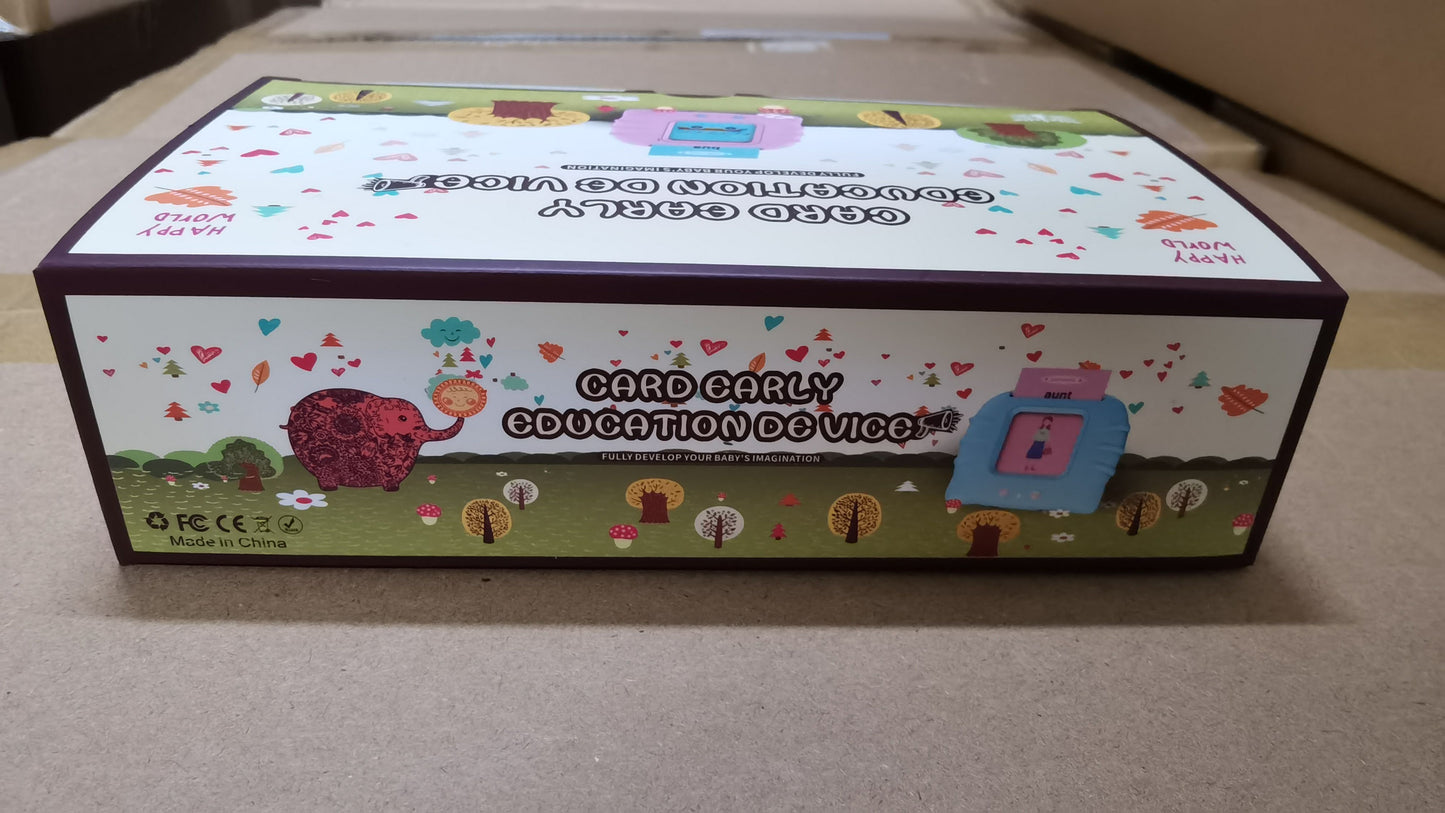 HAPPY
WORLD
bus
FULLY DEVELOP YOUR BABY'S IMAGINATION
CARD EARLY
EDUCATION DE VICE
HAPPY
WORLD
CARD EARLY
EDUCATION DE VICE
FULLY DEVELOP YOUR BABY'S IMAGINATION
aunt
FC CE
Made in China